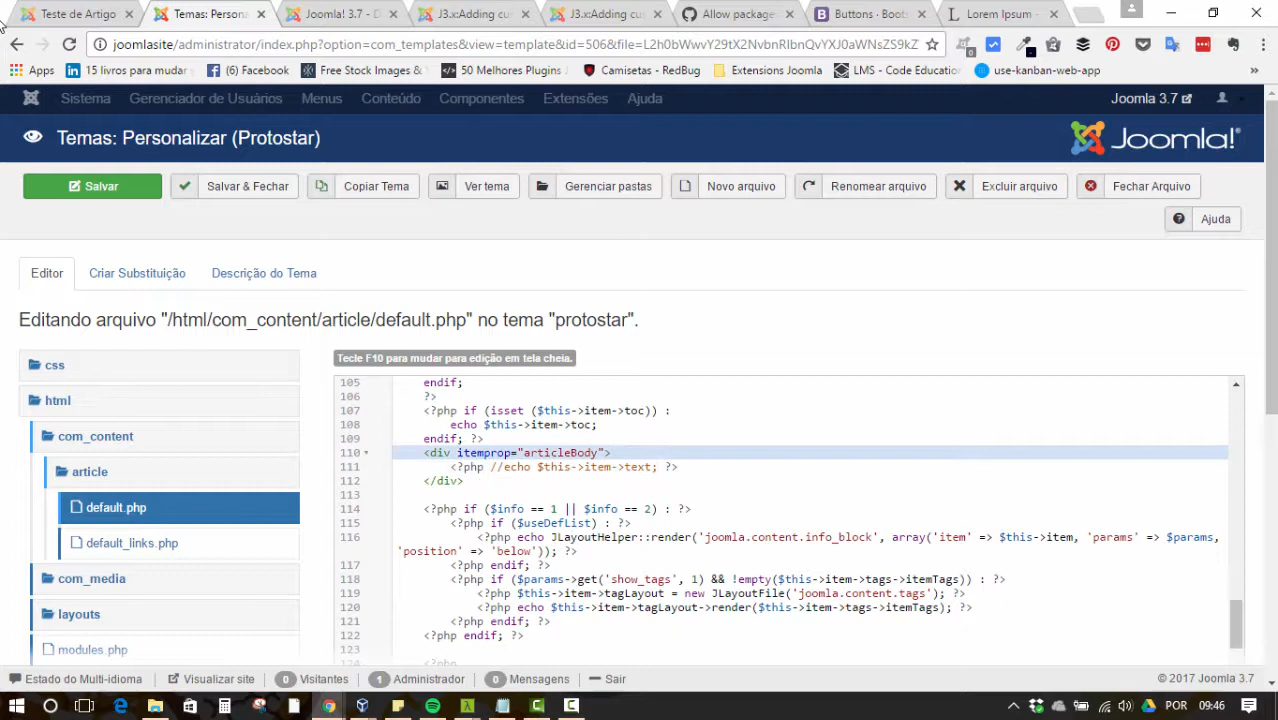 Teste de Artigo
Temas: Persona
Joomla! 3.7 - D
J3.x:Adding cus
J3.x:Adding cus
Allow package
Buttons · Boots
Lorem Ipsum -
joomlasite/administrator/index.php?option=com_templates&view=template&id=506&file=
Apps
15 livros para mudar
(6) Facebook
Free Stock Images &
50 Melhores Plugins
Camisetas - RedBug
Extensions Joomla
LMS - Code Educatio
use-kanban-web-app
»
Sistema Gerenciador de Usuários Menus Conteúdo Componentes Extensões Ajuda
Joomla 3.7
Temas: Personalizar (Protostar)
Joomla!®
Salvar
Salvar & Fechar
Copiar Tema
Ver tema
Gerenciar pastas
Novo arquivo
Renomear arquivo
Excluir arquivo
Fechar Arquivo
Ajuda
Editor
Criar Substituição
Descrição do Tema
Editando arquivo "/html/com_content/article/default.php" no tema "protostar".
css
html
com_content
article
default.php
default_links.php
com_media
layouts
modules.php
Tecle F10 para mudar para edição em tela cheia.
105 endif;
106 ?>
107 <?php if (isset ($this->item->toc)) :
108 echo $this->item->toc;
109 endif; ?>
110 <div itemprop="articleBody">
111 <?php //echo $this->item->text; ?>
112 </div>
113
114 <?php if ($info == 1 || $info == 2) : ?>
115 <?php if ($useDefList) : ?>
116 <?php echo JLayoutHelper::render('joomla.content.info_block', array('item' => $this->item, 'params' => $params,
'position' => 'below')); ?>
117 <?php endif; ?>
118 <?php if ($params->get('show_tags', 1) && !empty($this->item->tags->itemTags)) : ?>
119 <?php $this->item->tagLayout = new JLayoutFile('joomla.content.tags'); ?>
120 <?php echo $this->item->tagLayout->render($this->item->tags->itemTags); ?>
121 <?php endif; ?>
122 <?php endif; ?>
123
124 <?php
Estado do Multi-idioma
Visualizar site
0 Visitantes
1 Administrador
0 Mensagens
Sair
© 2017 Joomla 3.7
POR
09:46